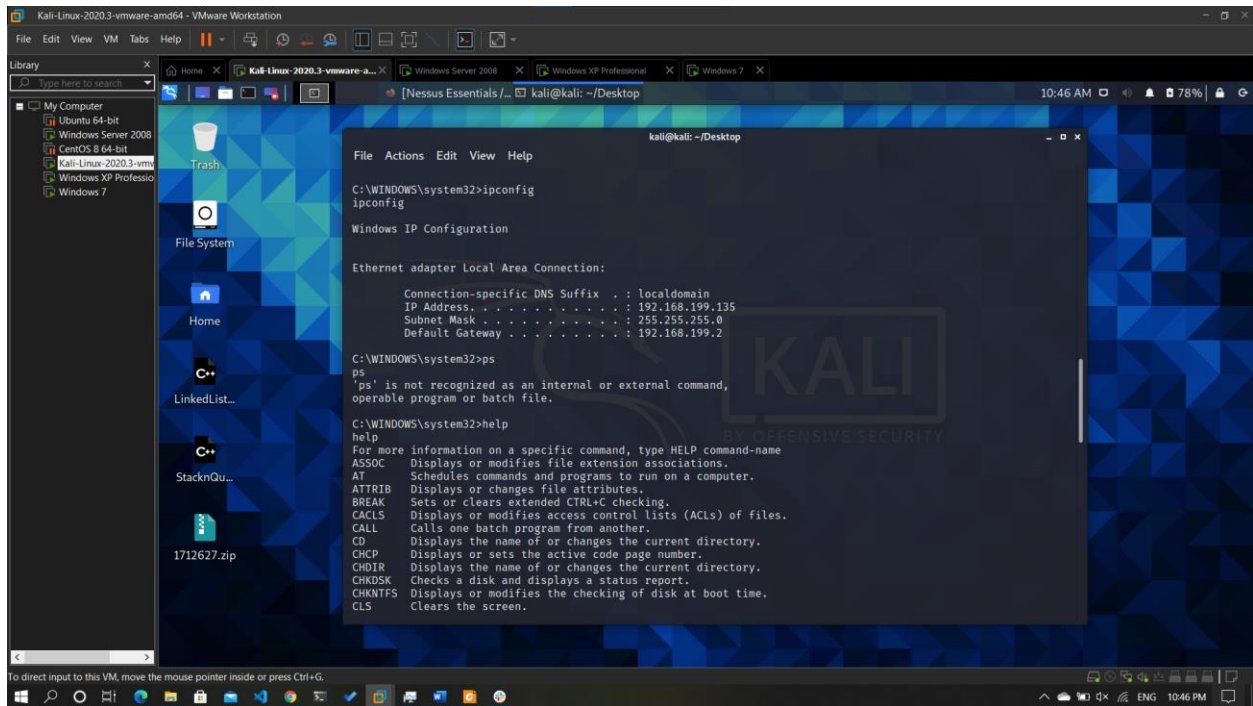 Kali-Linux-2020.3-vmware-amd64 - VMware Workstation
File Edit View VM Tabs Help
Library
Type here to search
My Computer
Ubuntu 64-bit
Windows Server 2008
CentOS 8 64-bit
Kali-Linux-2020.3-vmv
Windows XP Professio
Windows 7
Home
Kali-Linux-2020.3-vmware-a...
Windows Server 2008
Windows XP Professional
Windows 7
[Nessus Essentials /...
kali@kali: ~/Desktop
10:46 AM
78%
Trash
File System
Home
C++
LinkedList...
C++
StacknQu...
1712627.zip
kali@kali: ~/Desktop
File Actions Edit View Help
C:\WINDOWS\system32>ipconfig
ipconfig
Windows IP Configuration
Ethernet adapter Local Area Connection:
Connection-specific DNS Suffix . : localdomain
IP Address. . . . . . . . . . . . : 192.168.199.135
Subnet Mask . . . . . . . . . . . : 255.255.255.0
Default Gateway . . . . . . . . . : 192.168.199.2
C:\WINDOWS\system32>ps
ps
'ps' is not recognized as an internal or external command,
operable program or batch file.
C:\WINDOWS\system32>help
help
For more information on a specific command, type HELP command-name
ASSOC Displays or modifies file extension associations.
AT Schedules commands and programs to run on a computer.
ATTRIB Displays or changes file attributes.
BREAK Sets or clears extended CTRL+C checking.
CACLS Displays or modifies access control lists (ACLs) of files.
CALL Calls one batch program from another.
CD Displays the name of or changes the current directory.
CHCP Displays or sets the active code page number.
CHDIR Displays the name of or changes the current directory.
CHKDSK Checks a disk and displays a status report.
CHKNTFS Displays or modifies the checking of disk at boot time.
CLS Clears the screen.
KALI
BY OFFENSIVE SECURITY
To direct input to this VM, move the mouse pointer inside or press Ctrl+G.
ENG 10:46 PM